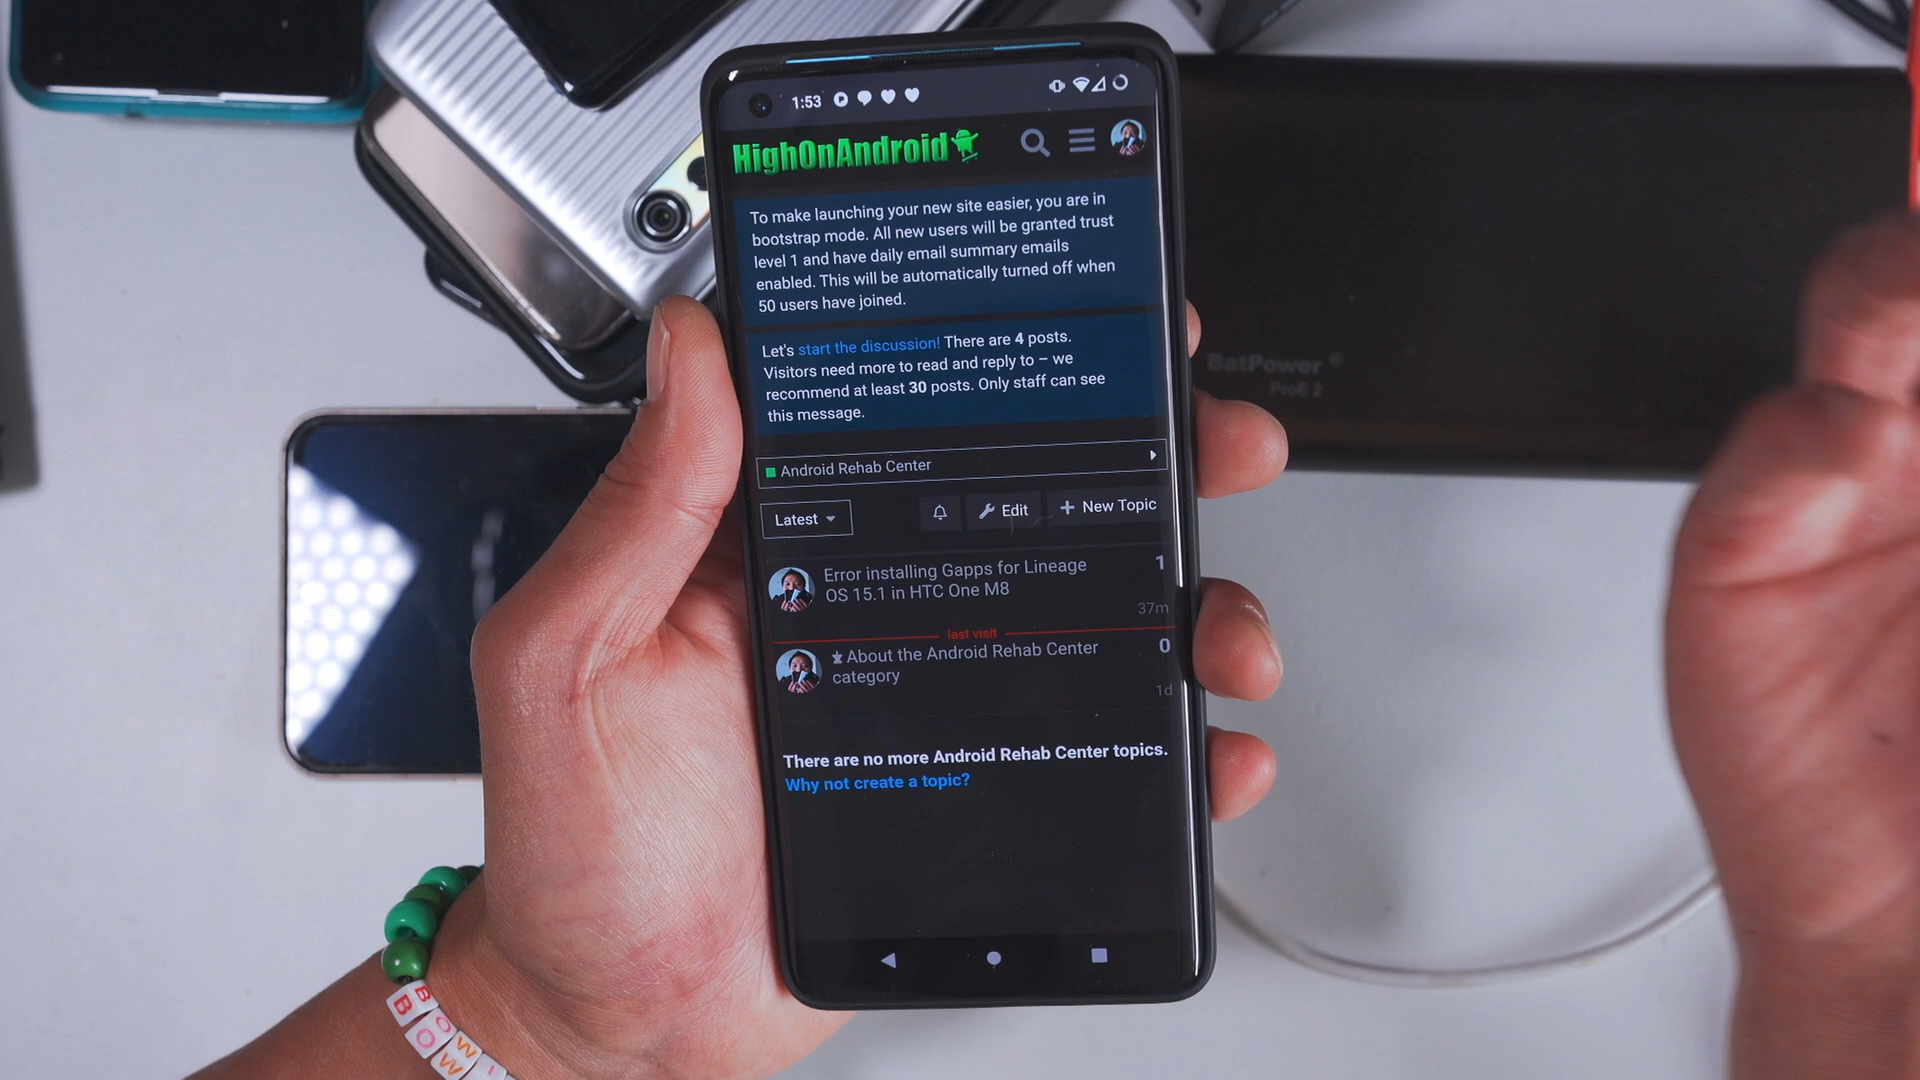 1:53
HighOnAndroid
To make launching your new site easier, you are in
bootstrap mode. All new users will be granted trust
level 1 and have daily email summary emails
enabled. This will be automatically turned off when
50 users have joined.
Let's start the discussion! There are 4 posts.
Visitors need more to read and reply to – we
recommend at least 30 posts. Only staff can see
this message.
Android Rehab Center
Latest
Edit
+ New Topic
Error installing Gapps for Lineage 1
OS 15.1 in HTC One M8
37m
last visit
About the Android Rehab Center 0
category
1d
There are no more Android Rehab Center topics.
Why not create a topic?
BatPower®
ProE 2
B B
O O
W W